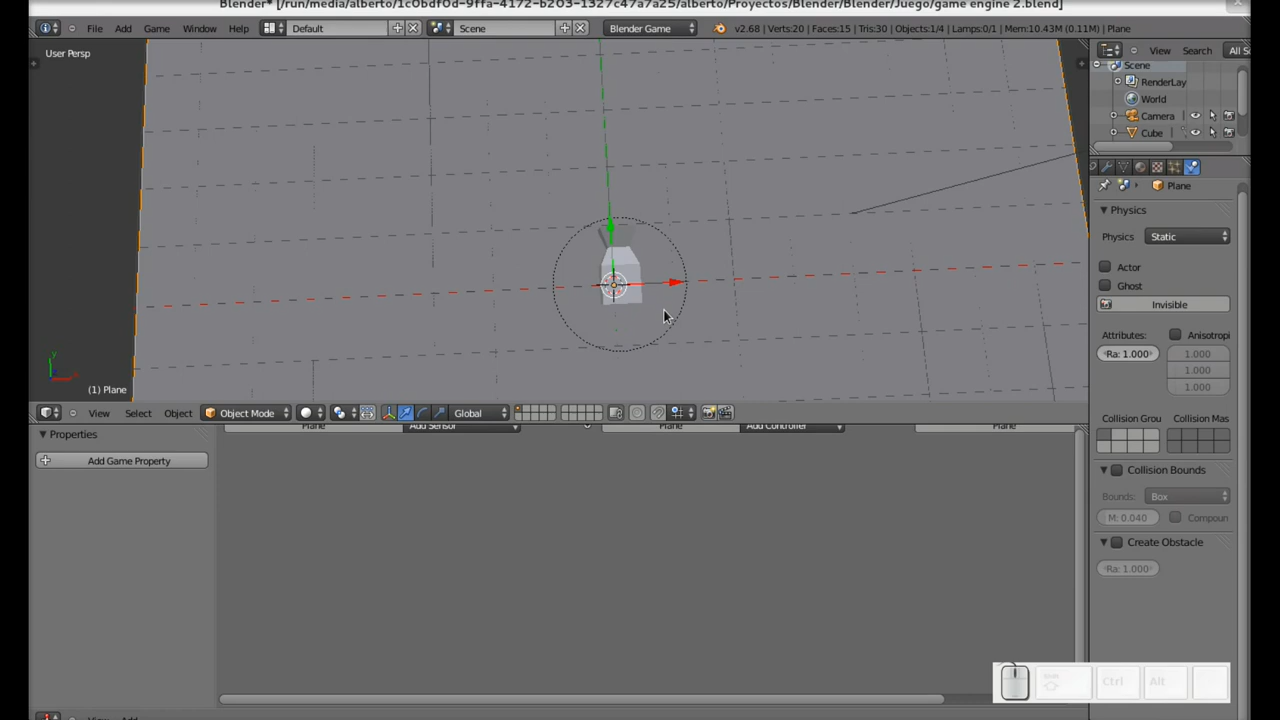 Blender* [/run/media/alberto/1c0bdf0d-9ffa-4172-b203-1327c47a7a25/alberto/Proyectos/Blender/Blender/Juego/game engine 2.blend]
File Add Game Window Help Default Scene Blender Game v2.68 | Verts:20 | Faces:15 | Tris:30 | Objects:1/4 | Lamps:0/1 | Mem:10.43M (0.11M) | Plane
User Persp
View Search All S
Scene
RenderLay
World
Camera
Cube
Plane
Physics
Physics: Static
Actor
Ghost
Invisible
Attributes: Anisotropi
Ra: 1.000 1.000
1.000
1.000
(1) Plane
View Select Object Object Mode Global
Collision Grou Collision Mas
Plane Add Sensor Plane Add Controller Plane
Properties
Add Game Property
Collision Bounds
Bounds: Box
M: 0.040 Compoun
Create Obstacle
Ra: 1.000
Ctrl Alt
View Add